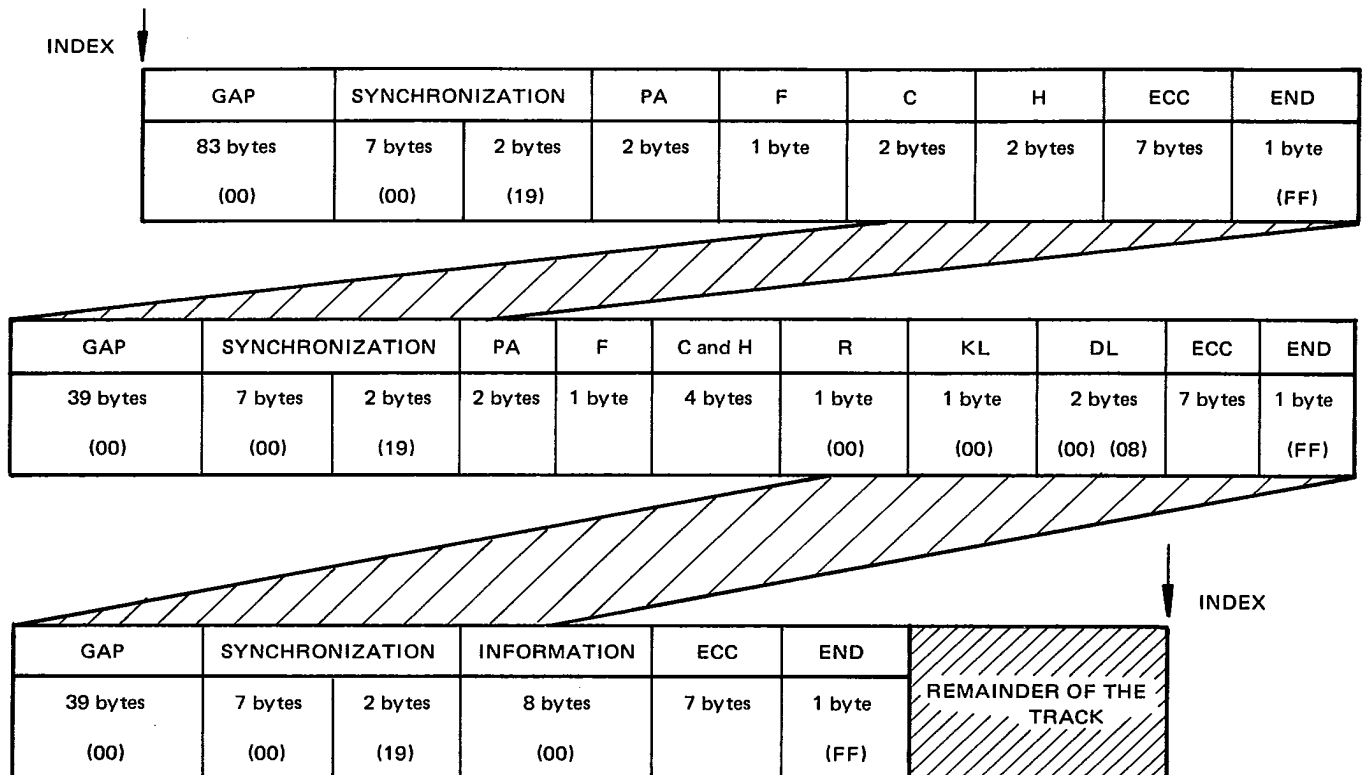 INDEX
GAP SYNCHRONIZATION PA F C H ECC END
83 bytes 7 bytes 2 bytes 2 bytes 1 byte 2 bytes 2 bytes 7 bytes 1 byte
(00) (00) (19) (FF)
GAP SYNCHRONIZATION PA F C and H R KL DL ECC END
39 bytes 7 bytes 2 bytes 2 bytes 1 byte 4 bytes 1 byte 1 byte 2 bytes 7 bytes 1 byte
(00) (00) (19) (00) (00) (00) (08) (FF)
INDEX
GAP SYNCHRONIZATION INFORMATION ECC END
39 bytes 7 bytes 2 bytes 8 bytes 7 bytes 1 byte
(00) (00) (19) (00) (FF)
REMAINDER OF THE
TRACK